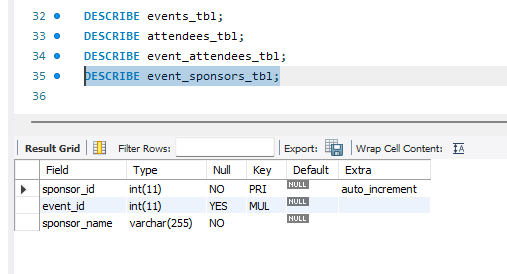 32 DESCRIBE events_tbl;
33 DESCRIBE attendees_tbl;
34 DESCRIBE event_attendees_tbl;
35 DESCRIBE event_sponsors_tbl;
36
Result Grid Filter Rows: Export: Wrap Cell Content:
Field Type Null Key Default Extra
sponsor_id int(11) NO PRI NULL auto_increment
event_id int(11) YES MUL NULL
sponsor_name varchar(255) NO NULL